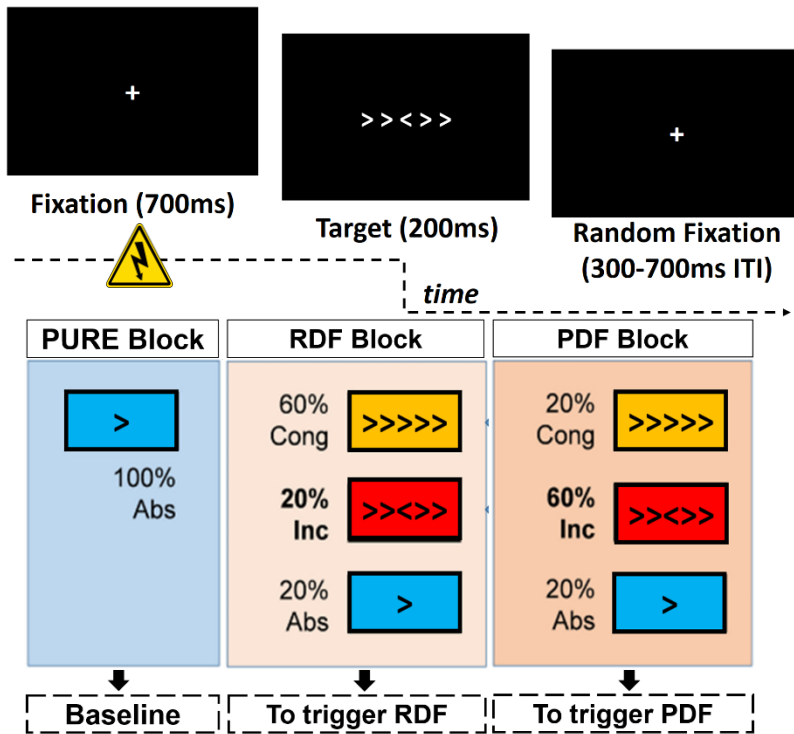 +
> > < > >
+
Fixation (700ms)
Target (200ms)
Random Fixation
(300-700ms ITI)
time
PURE Block
RDF Block
PDF Block
>
100%
Abs
60%
Cong
>>>>>
20%
Inc
>><>>
20%
Abs
>
20%
Cong
>>>>>
60%
Inc
>><>>
20%
Abs
>
Baseline
To trigger RDF
To trigger PDF